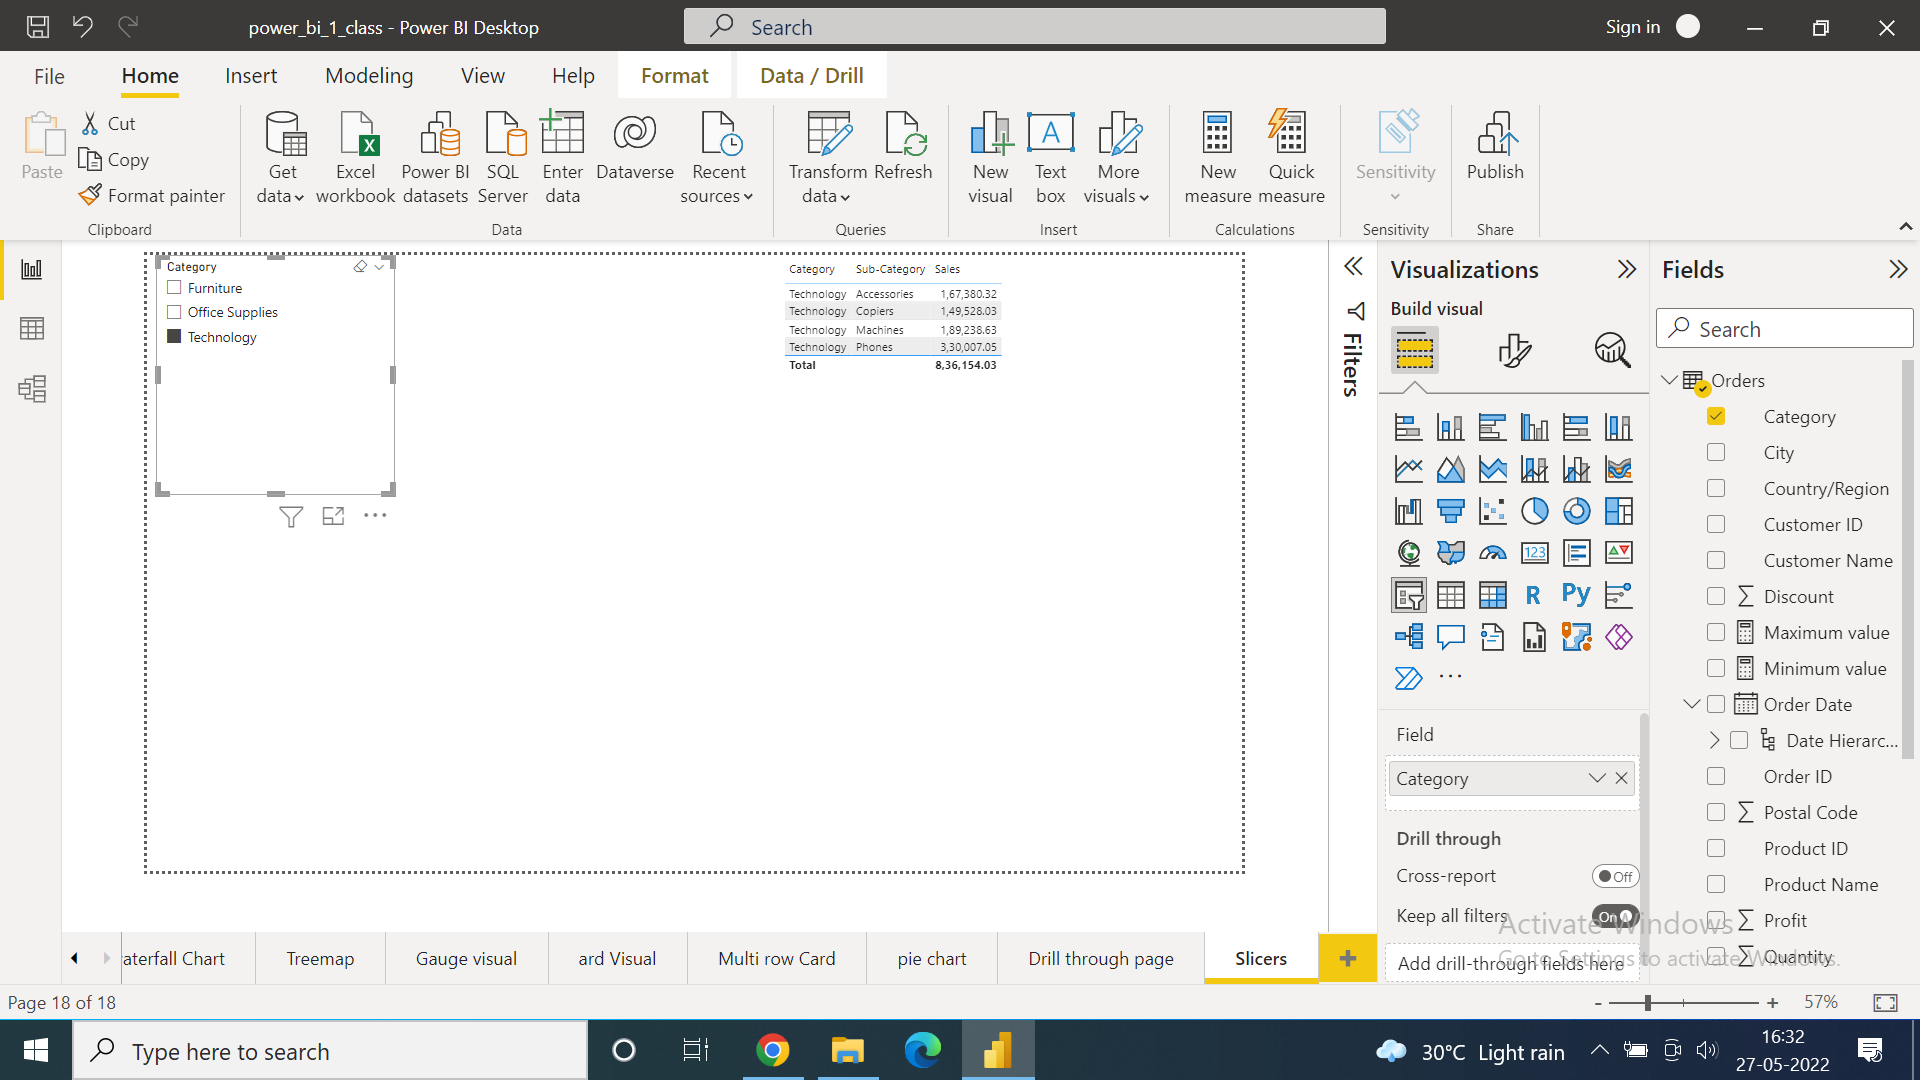 power_bi_1_class - Power BI Desktop
Search
Sign in
File
Home
Insert
Modeling
View
Help
Format
Data / Drill
Paste
Cut
Copy
Format painter
Clipboard
Get data
Excel workbook
Power BI datasets
SQL Server
Enter data
Dataverse
Recent sources
Data
Transform data
Refresh
Queries
New visual
Text box
More visuals
Insert
New measure
Quick measure
Calculations
Sensitivity
Sensitivity
Publish
Share
Category
Furniture
Office Supplies
Technology
Category Sub-Category Sales
Technology Accessories 1,67,380.32
Technology Copiers 1,49,528.03
Technology Machines 1,89,238.63
Technology Phones 3,30,007.05
Total 8,36,154.03
Filters
Visualizations
Build visual
123
R
Py
Field
Category
Drill through
Cross-report
Off
Keep all filters
On
Add drill-through fields here
Fields
Search
Orders
Category
City
Country/Region
Customer ID
Customer Name
Discount
Maximum value
Minimum value
Order Date
Date Hierarc...
Order ID
Postal Code
Product ID
Product Name
Profit
Quantity
Activate Windows
Go to Settings to activate Windows.
aterfall Chart
Treemap
Gauge visual
ard Visual
Multi row Card
pie chart
Drill through page
Slicers
Page 18 of 18
57%
Type here to search
30°C Light rain
16:32
27-05-2022